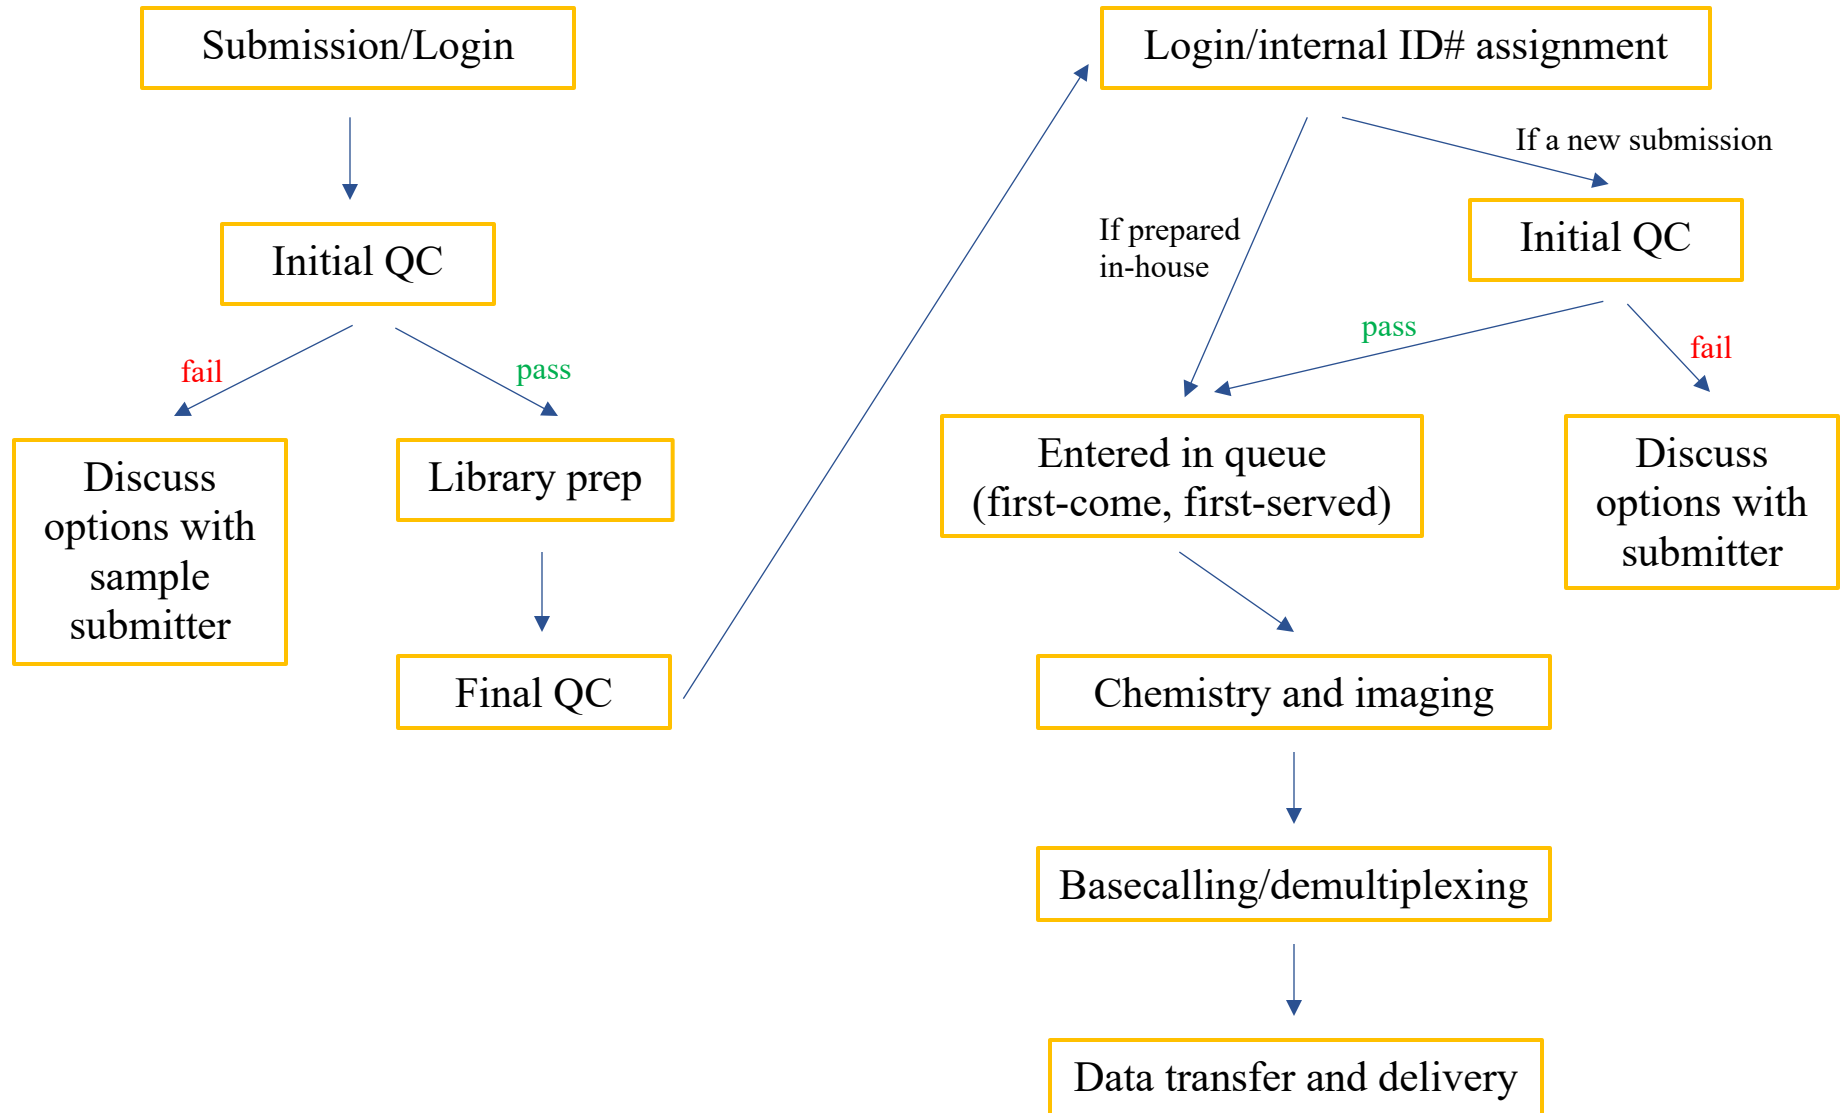 Submission/Login
Initial QC
fail
pass
Discuss
options with
sample
submitter
Library prep
Final QC
Login/internal ID# assignment
If a new submission
If prepared
in-house
Initial QC
pass
fail
Entered in queue
(first-come, first-served)
Discuss
options with
submitter
Chemistry and imaging
Basecalling/demultiplexing
Data transfer and delivery